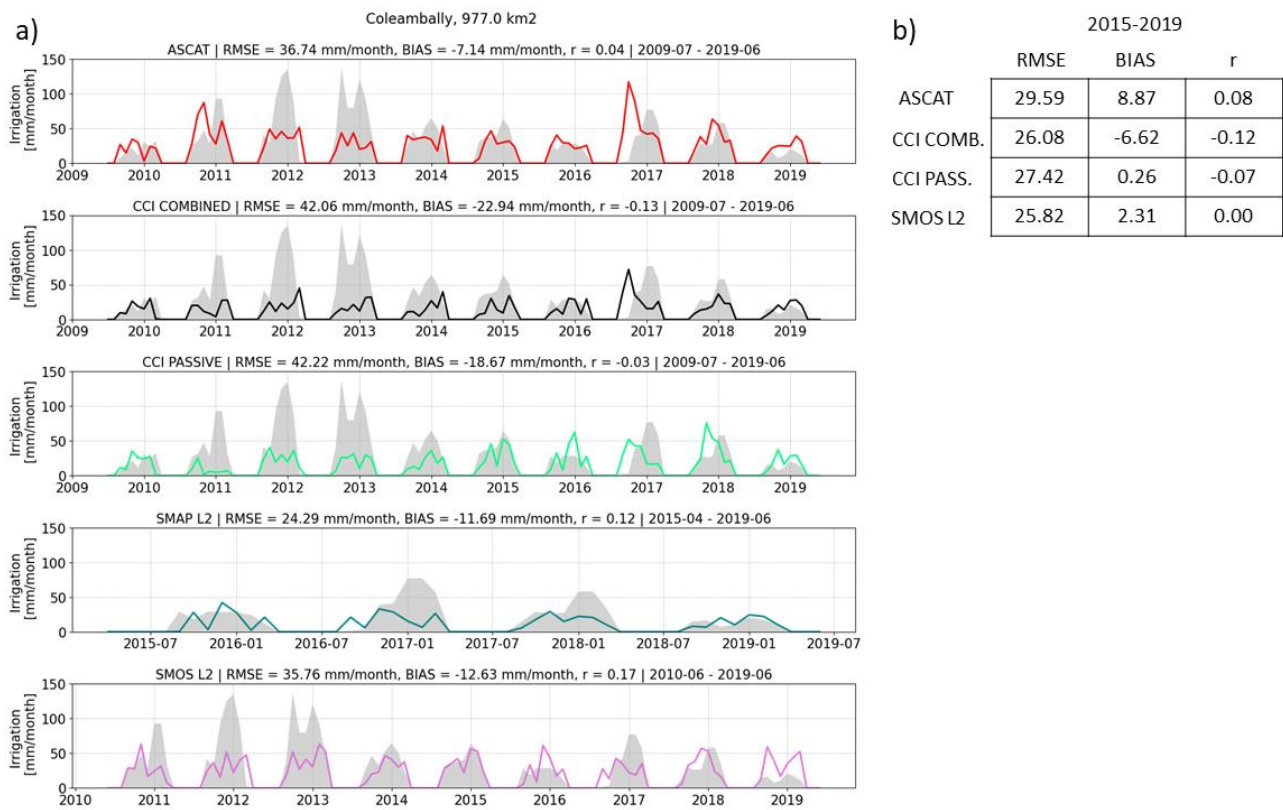 a)
Coleambally, 977.0 km2
ASCAT | RMSE = 36.74 mm/month, BIAS = -7.14 mm/month, r = 0.04 | 2009-07 - 2019-06
Irrigation
[mm/month]
150
100
50
0
2009 2010 2011 2012 2013 2014 2015 2016 2017 2018 2019
CCI COMBINED | RMSE = 42.06 mm/month, BIAS = -22.94 mm/month, r = -0.13 | 2009-07 - 2019-06
Irrigation
[mm/month]
150
100
50
0
2009 2010 2011 2012 2013 2014 2015 2016 2017 2018 2019
CCI PASSIVE | RMSE = 42.22 mm/month, BIAS = -18.67 mm/month, r = -0.03 | 2009-07 - 2019-06
Irrigation
[mm/month]
150
100
50
0
2009 2010 2011 2012 2013 2014 2015 2016 2017 2018 2019
SMAP L2 | RMSE = 24.29 mm/month, BIAS = -11.69 mm/month, r = 0.12 | 2015-04 - 2019-06
Irrigation
[mm/month]
150
100
50
0
2015-07 2016-01 2016-07 2017-01 2017-07 2018-01 2018-07 2019-01 2019-07
SMOS L2 | RMSE = 35.76 mm/month, BIAS = -12.63 mm/month, r = 0.17 | 2010-06 - 2019-06
Irrigation
[mm/month]
150
100
50
0
2010 2011 2012 2013 2014 2015 2016 2017 2018 2019
b)
2015-2019
RMSE BIAS r
ASCAT 29.59 8.87 0.08
CCI COMB. 26.08 -6.62 -0.12
CCI PASS. 27.42 0.26 -0.07
SMOS L2 25.82 2.31 0.00